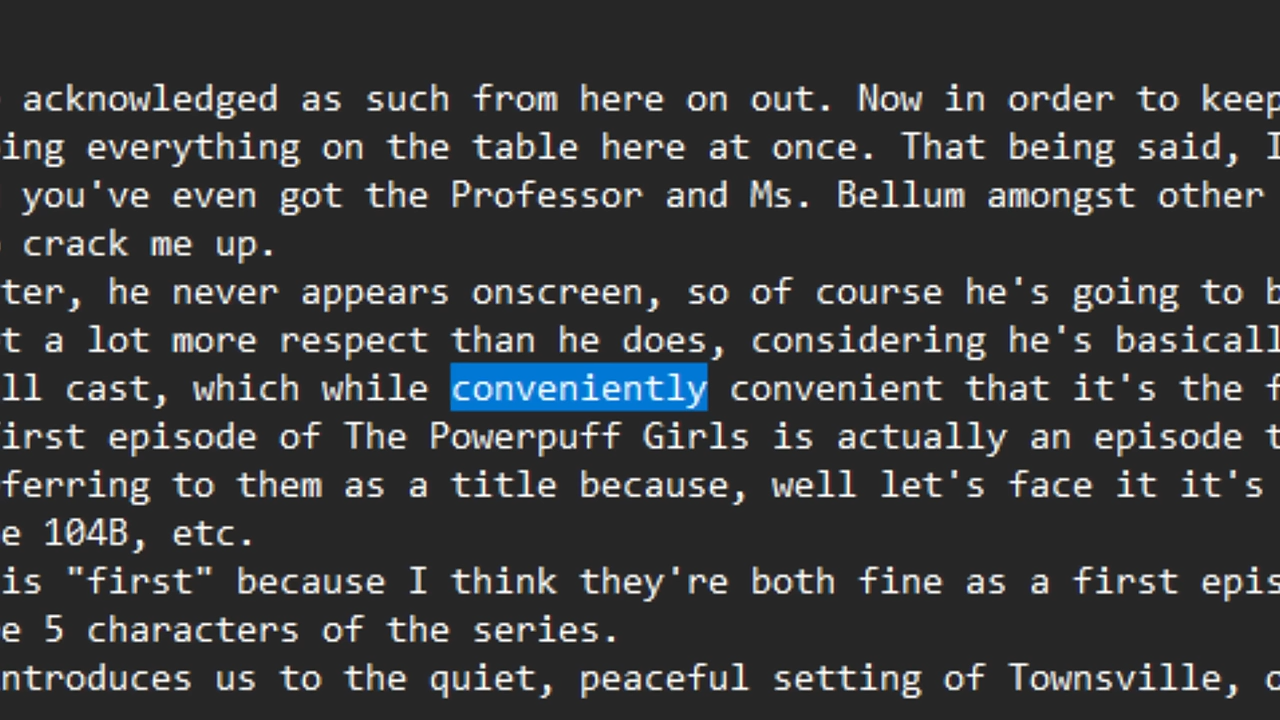 acknowledged as such from here on out. Now in order to keep
ing everything on the table here at once. That being said, I
you've even got the Professor and Ms. Bellum amongst other
crack me up.
ter, he never appears onscreen, so of course he's going to b
t a lot more respect than he does, considering he's basicall
ll cast, which while conveniently convenient that it's the f
irst episode of The Powerpuff Girls is actually an episode t
ferring to them as a title because, well let's face it it's
e 104B, etc.
is "first" because I think they're both fine as a first epis
e 5 characters of the series.
ntroduces us to the quiet, peaceful setting of Townsville, c